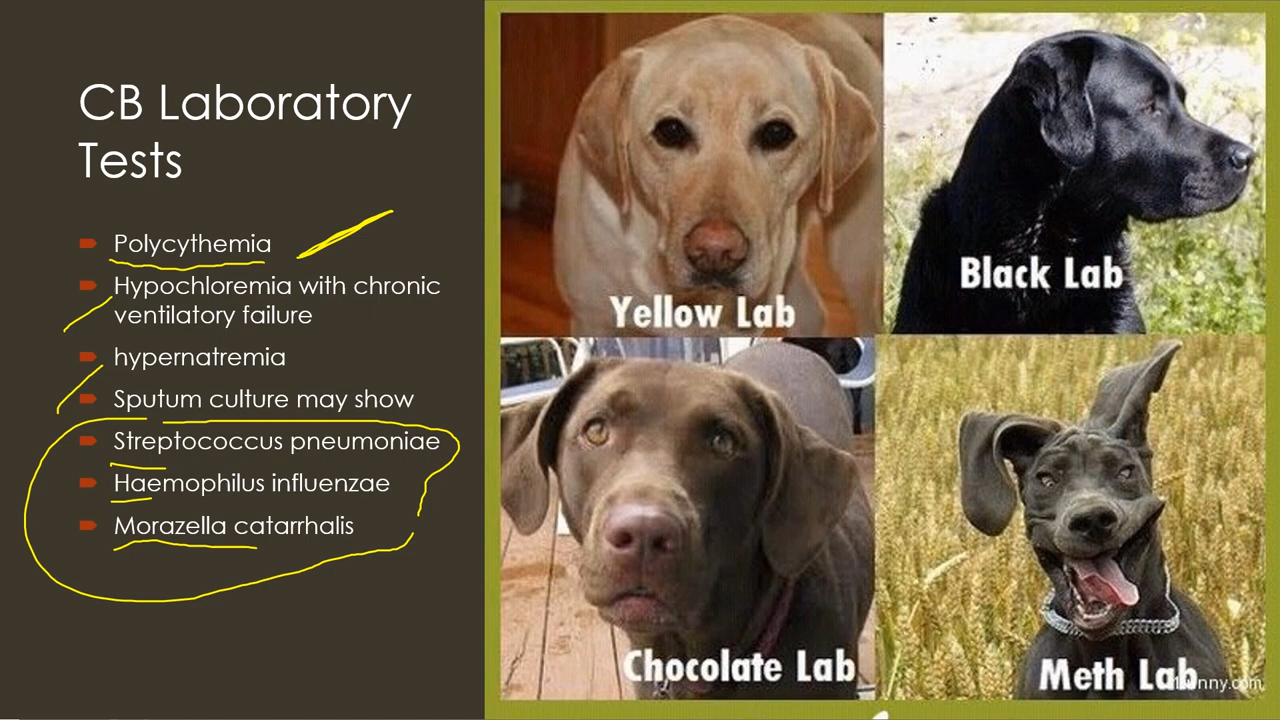 CB Laboratory
Tests
Polycythemia
Hypochloremia with chronic
ventilatory failure
hypernatremia
Sputum culture may show
Streptococcus pneumoniae
Haemophilus influenzae
Morazella catarrhalis
Yellow Lab
Black Lab
Chocolate Lab
Meth Lab